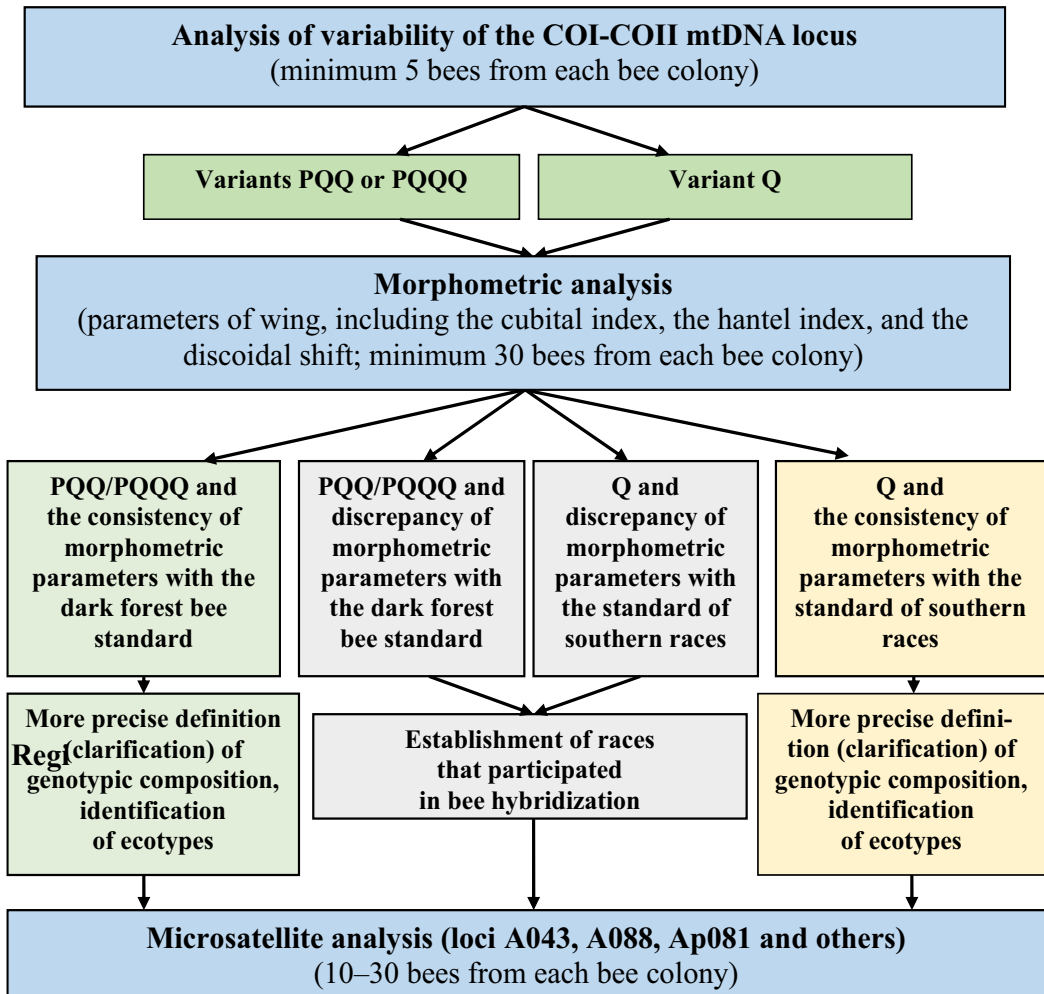 Analysis of variability of the COI-COII mtDNA locus
(minimum 5 bees from each bee colony)
Variants PQQ or PQQQ
Variant Q
Morphometric analysis
(parameters of wing, including the cubital index, the hantel index, and the
discoidal shift; minimum 30 bees from each bee colony)
PQQ/PQQQ and
the consistency of
morphometric
parameters with the
dark forest bee
standard
PQQ/PQQQ and
discrepancy of
morphometric
parameters with
the dark forest
bee standard
Q and
discrepancy of
morphometric
parameters with
the standard of
southern races
Q and
the consistency of
morphometric
parameters with the
standard of southern
races
More precise definition
(clarification) of
Regi
genotypic composition,
identification
of ecotypes
Establishment of races
that participated
in bee hybridization
More precise defini-
tion (clarification) of
genotypic composition,
identification
of ecotypes
Microsatellite analysis (loci A043, A088, Ap081 and others)
(10–30 bees from each bee colony)